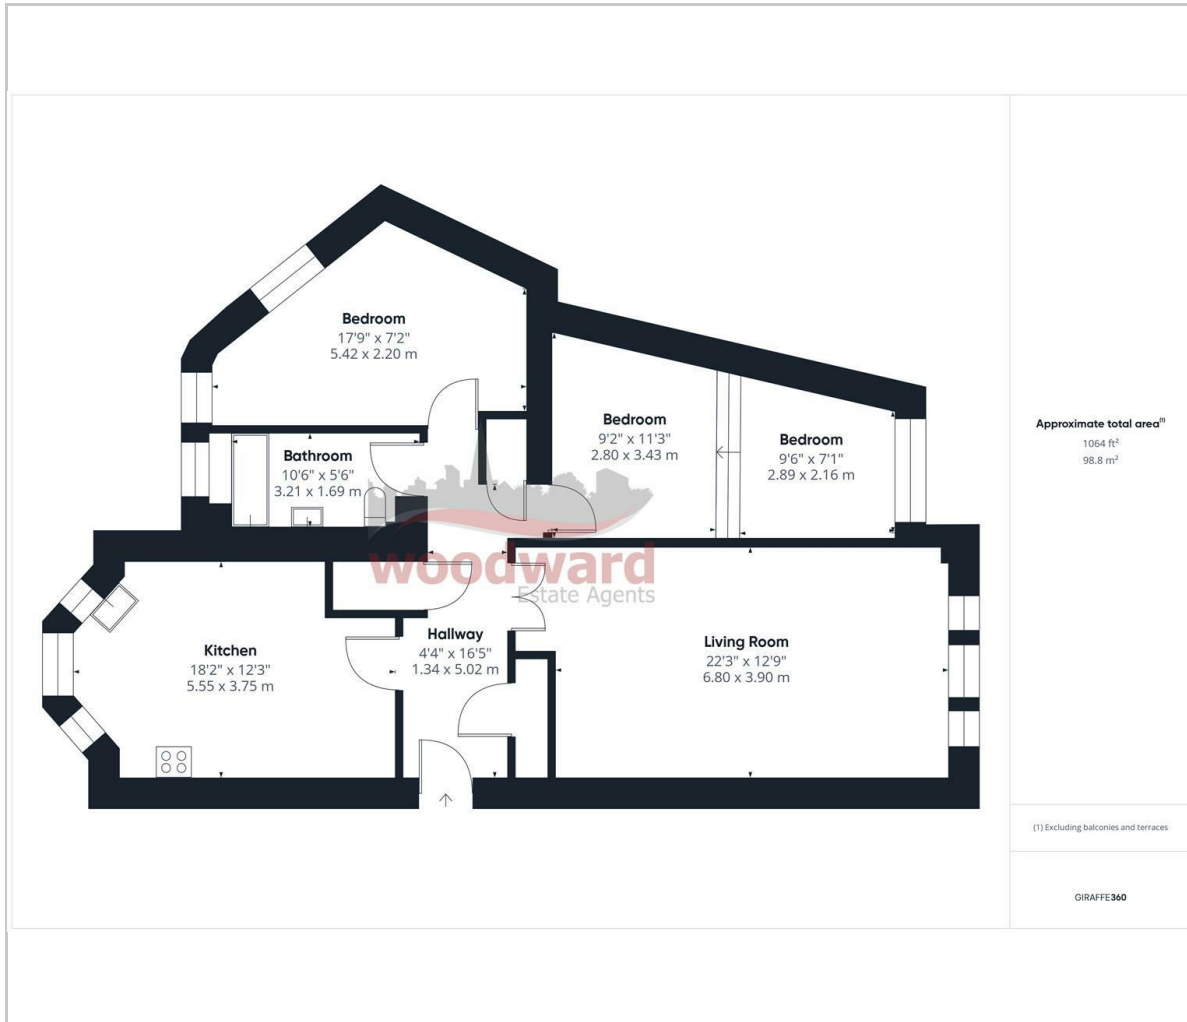 Bedroom
17'9" x 7'2"
5.42 x 2.20 m
Bedroom
9'2" x 11'3"
2.80 x 3.43 m
Bedroom
9'6" x 7'1"
2.89 x 2.16 m
Bathroom
10'6" x 5'6"
3.21 x 1.69 m
woodward
Estate Agents
Kitchen
18'2" x 12'3"
5.55 x 3.75 m
Hallway
4'4" x 16'5"
1.34 x 5.02 m
Living Room
22'3" x 12'9"
6.80 x 3.90 m
Approximate total area⁽¹⁾
1064 ft²
98.8 m²
(1) Excluding balconies and terraces
GIRAFFE360